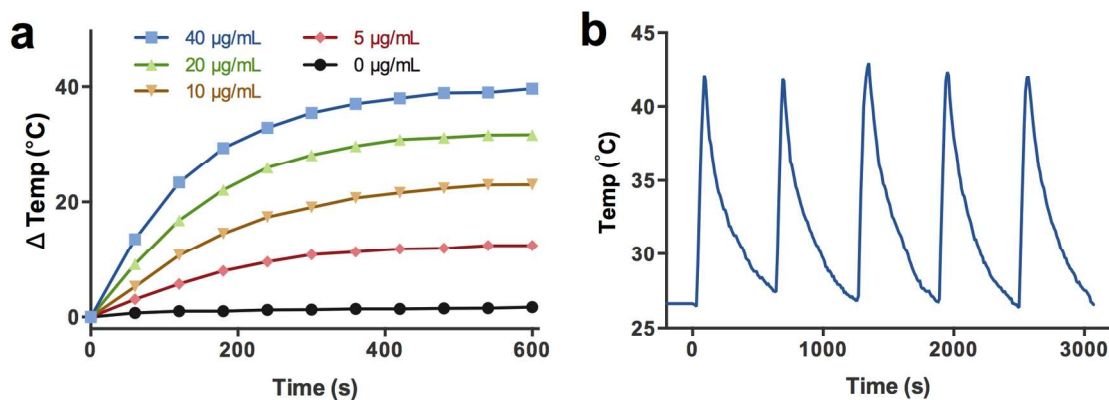 a
40 µg/mL
20 µg/mL
10 µg/mL
5 µg/mL
0 µg/mL
Δ Temp (°C)
40
20
0
0 200 400 600
Time (s)
b
Temp (°C)
45
40
35
30
25
0 1000 2000 3000
Time (s)